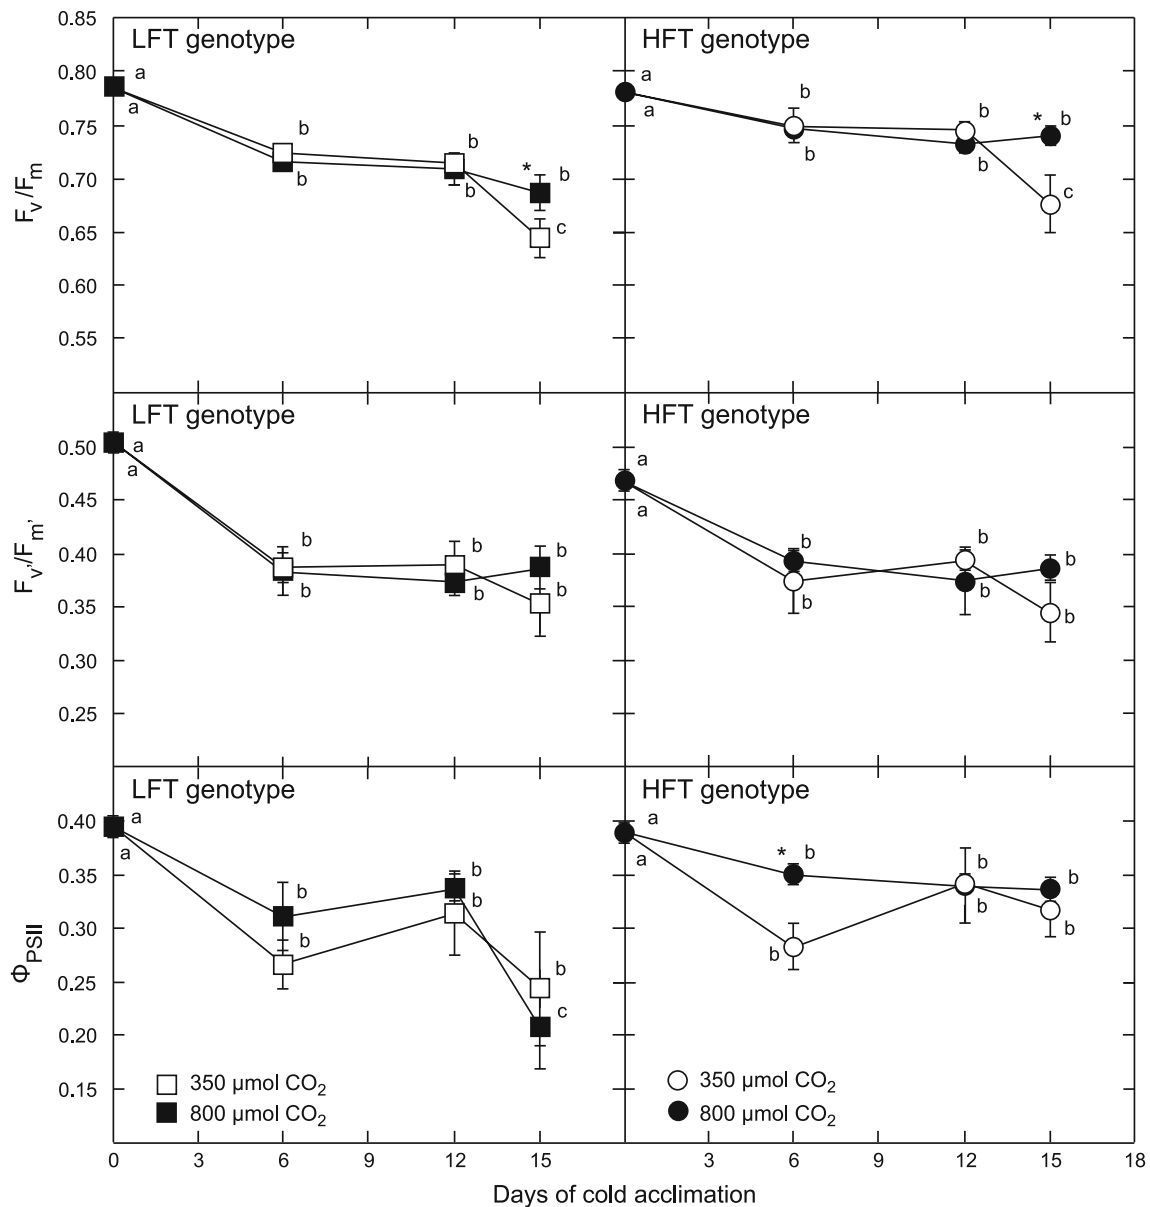 LFT genotype
HFT genotype
0.85
0.80
0.75
0.70
0.65
0.60
0.55
Fv/Fm
a
a
b
b
b
b
*
b
c
a
a
b
b
b
b
*
b
c
LFT genotype
HFT genotype
0.50
0.45
0.40
0.35
0.30
0.25
Fv'/Fm'
a
a
b
b
b
b
b
b
a
a
b
b
b
b
b
b
LFT genotype
HFT genotype
0.40
0.35
0.30
0.25
0.20
0.15
ΦPSII
a
a
b
b
b
b
b
c
a
a
*
b
b
b
b
b
b
350 µmol CO₂
800 µmol CO₂
350 µmol CO₂
800 µmol CO₂
0 3 6 9 12 15 3 6 9 12 15 18
Days of cold acclimation